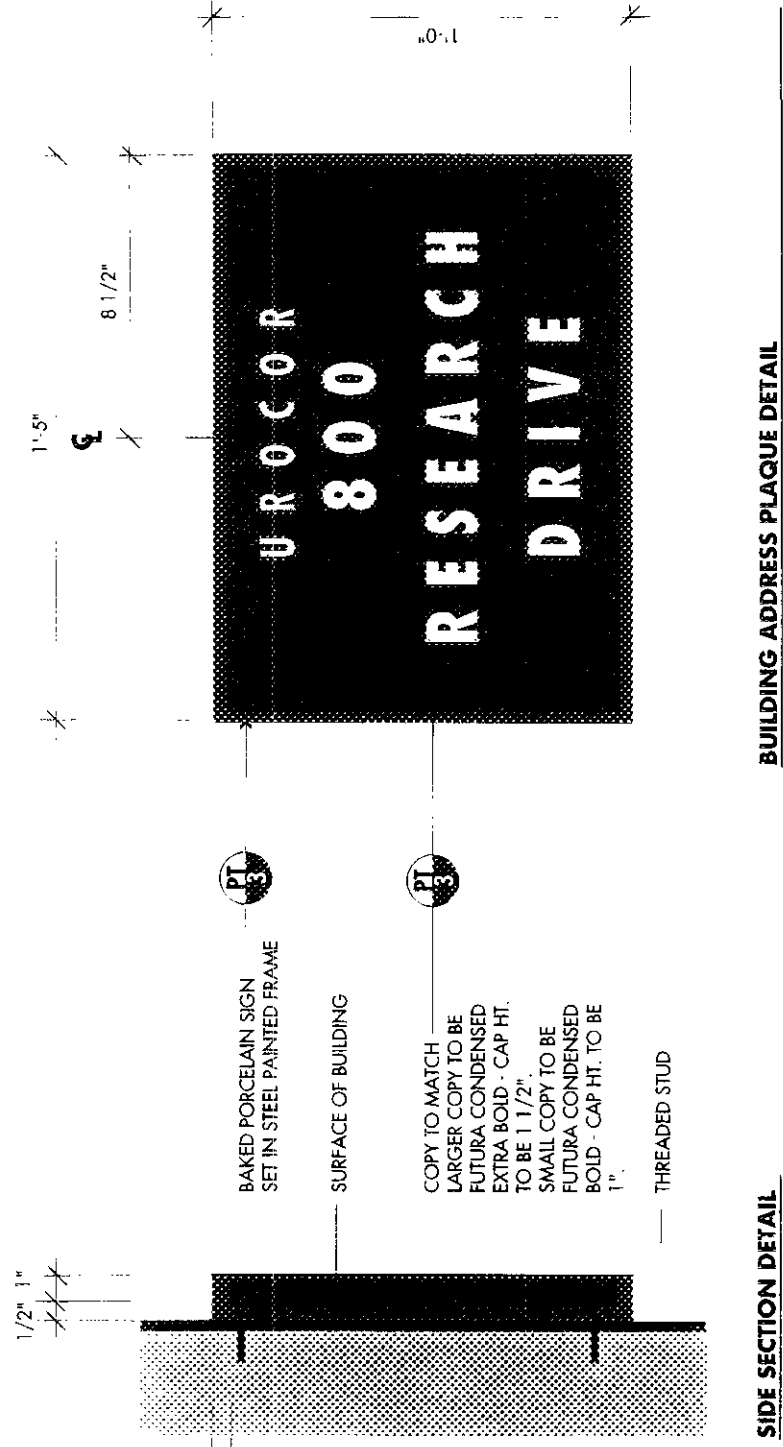 1/2" 1"
BAKED PORCELAIN SIGN
SET IN STEEL PAINTED FRAME
SURFACE OF BUILDING
COPY TO MATCH
LARGER COPY TO BE
FUTURA CONDENSED
EXTRA BOLD - CAP HT.
TO BE 1 1/2".
SMALL COPY TO BE
FUTURA CONDENSED
BOLD - CAP HT. TO BE
1".
THREADED STUD
SIDE SECTION DETAIL
PT
3
PT
3
1'-5"
CL
8 1/2"
1'-0"
UROCOR
800
RESEARCH
DRIVE
BUILDING ADDRESS PLAQUE DETAIL